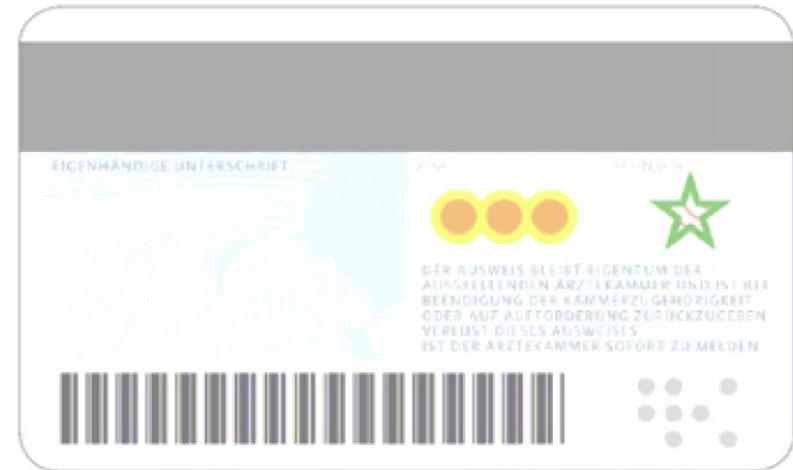 EIGENHÄNDIGE UNTERSCHRIFT
DER AUSWEIS BLEIBT EIGENTUM DER
AUSSTELLENDEN ÄRZTEKAMMER UND IST BEI
BEENDIGUNG DER KAMMERZUGEHÖRIGKEIT
ODER AUF AUFFORDERUNG ZURÜCKZUGEBEN.
VERLUST DIESES AUSWEISES
IST DER ÄRZTEKAMMER SOFORT ZU MELDEN.